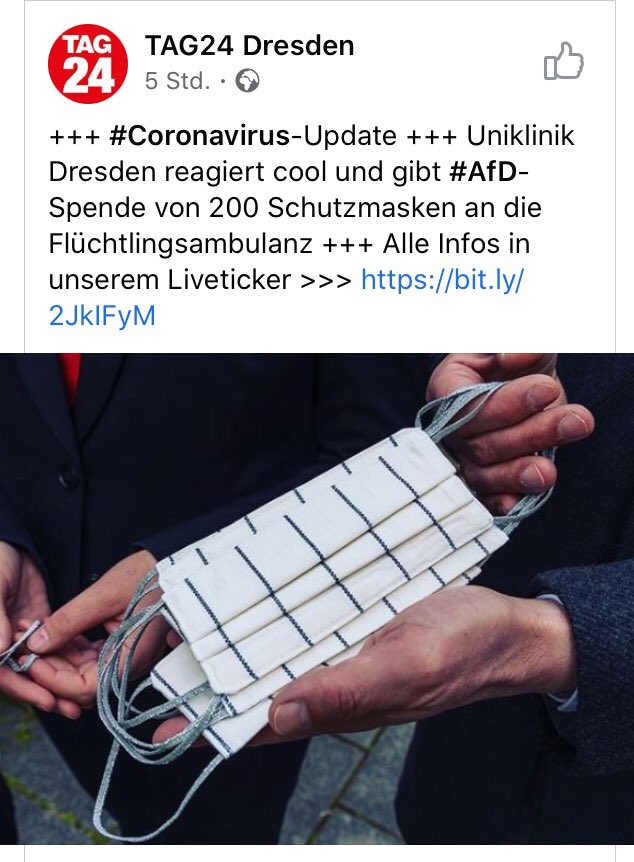 TAG
24
TAG24 Dresden
5 Std. ·
+++ #Coronavirus-Update +++ Uniklinik
Dresden reagiert cool und gibt #AfD-
Spende von 200 Schutzmasken an die
Flüchtlingsambulanz +++ Alle Infos in
unserem Liveticker >>> https://bit.ly/
2JkIFyM